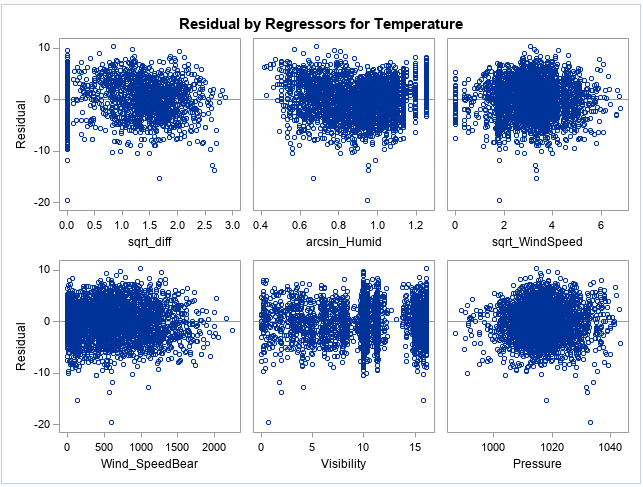 Residual by Regressors for Temperature
Residual
10
0
-10
-20
0.0 0.5 1.0 1.5 2.0 2.5 3.0
sqrt_diff
0.4 0.6 0.8 1.0 1.2
arcsin_Humid
0 2 4 6
sqrt_WindSpeed
Residual
10
0
-10
-20
0 500 1000 1500 2000
Wind_SpeedBear
0 5 10 15
Visibility
1000 1020 1040
Pressure